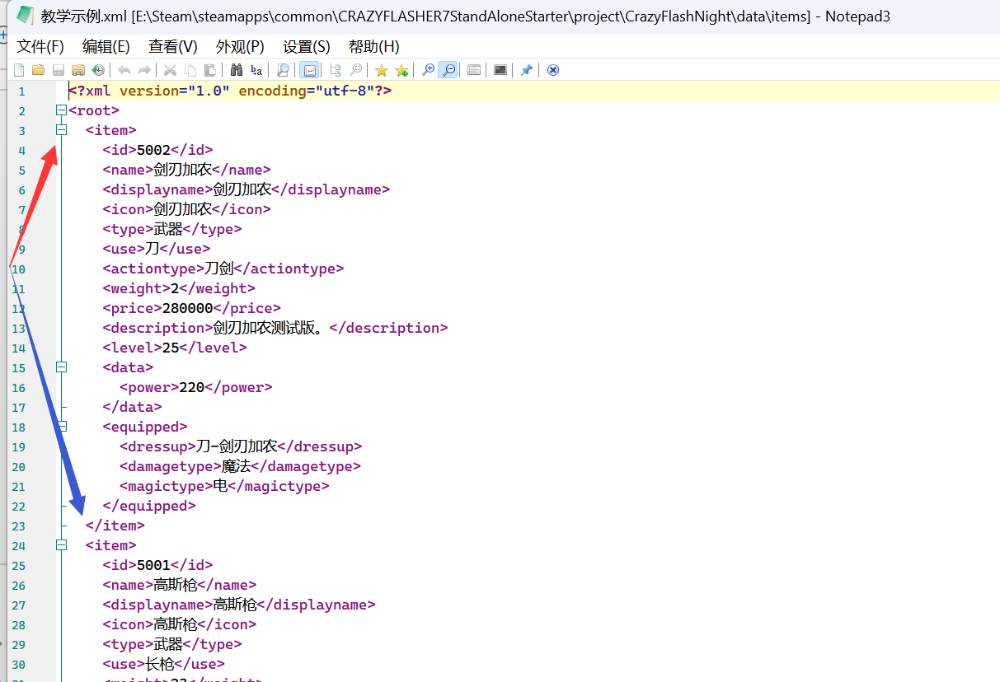 教学示例.xml [E:\Steam\steamapps\common\CRAZYFLASHER7StandAloneStarter\project\CrazyFlashNight\data\items] - Notepad3
文件(F) 编辑(E) 查看(V) 外观(P) 设置(S) 帮助(H)
1 <?xml version="1.0" encoding="utf-8"?>
2 <root>
3 <item>
4 <id>5002</id>
5 <name>剑刃加农</name>
6 <displayname>剑刃加农</displayname>
7 <icon>剑刃加农</icon>
8 <type>武器</type>
9 <use>刀</use>
10 <actiontype>刀剑</actiontype>
11 <weight>2</weight>
12 <price>280000</price>
13 <description>剑刃加农测试版。</description>
14 <level>25</level>
15 <data>
16 <power>220</power>
17 </data>
18 <equipped>
19 <dressup>刀-剑刃加农</dressup>
20 <damagetype>魔法</damagetype>
21 <magictype>电</magictype>
22 </equipped>
23 </item>
24 <item>
25 <id>5001</id>
26 <name>高斯枪</name>
27 <displayname>高斯枪</displayname>
28 <icon>高斯枪</icon>
29 <type>武器</type>
30 <use>长枪</use>